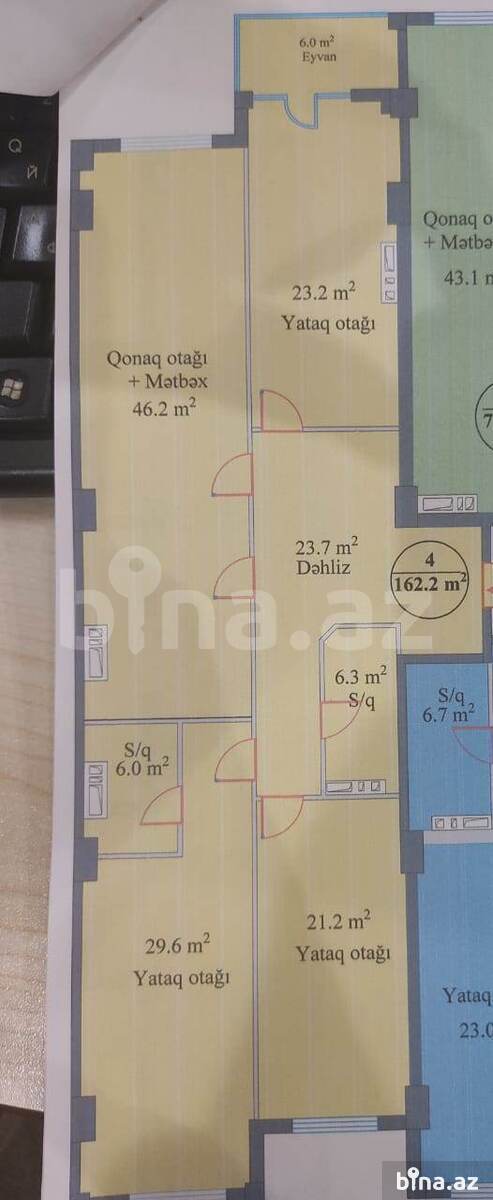 6.0 m²
Eyvan
Q
Й
Qonaq o
+ Mətbə
43.1 m
23.2 m²
Yataq otağı
Qonaq otağı
+ Mətbəx
46.2 m²
7
23.7 m²
Dəhliz
4
162.2 m²
bina.az
6.3 m²
S/q
S/q
6.7 m²
S/q
6.0 m²
21.2 m²
Yataq otağı
29.6 m²
Yataq otağı
Yataq
23.0
bina.az